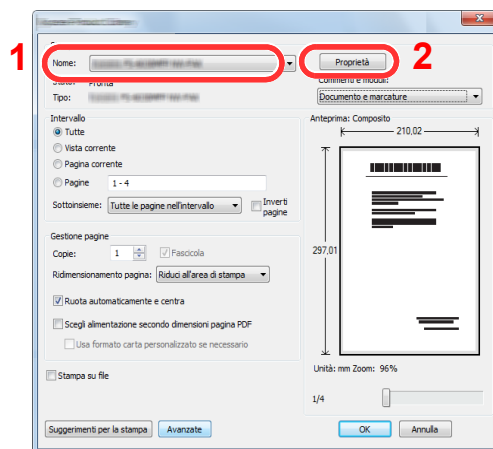 1
2
Nome:
Proprietà
Stato: Pronta
Commenti e moduli:
Tipo:
Documento e marcature
Intervallo
Tutte
Vista corrente
Pagina corrente
Pagine
1 - 4
Sottoinsieme:
Tutte le pagine nell'intervallo
Inverti pagine
Anteprima: Composito
210,02
297,01
Gestione pagine
Copie:
1
Fascicola
Ridimensionamento pagina:
Riduci all'area di stampa
Ruota automaticamente e centra
Scegli alimentazione secondo dimensioni pagina PDF
Usa formato carta personalizzato se necessario
Unità: mm Zoom: 96%
Stampa su file
1/4
Suggerimenti per la stampa
Avanzate
OK
Annulla